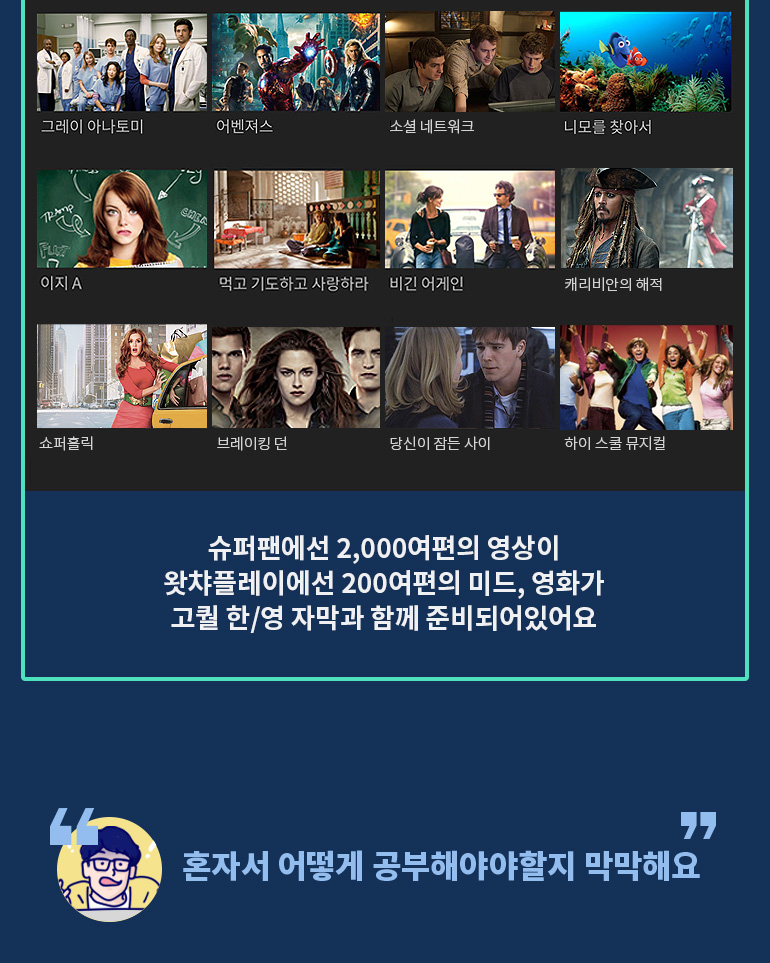 그레이 아나토미
어벤져스
소셜 네트워크
니모를 찾아서
이지 A
먹고 기도하고 사랑하라
비긴 어게인
캐리비안의 해적
쇼퍼홀릭
브레이킹 던
당신이 잠든 사이
하이 스쿨 뮤지컬
슈퍼팬에선 2,000여편의 영상이
왓챠플레이에선 200여편의 미드, 영화가
고퀄 한/영 자막과 함께 준비되어있어요
“ ”
혼자서 어떻게 공부해야야할지 막막해요